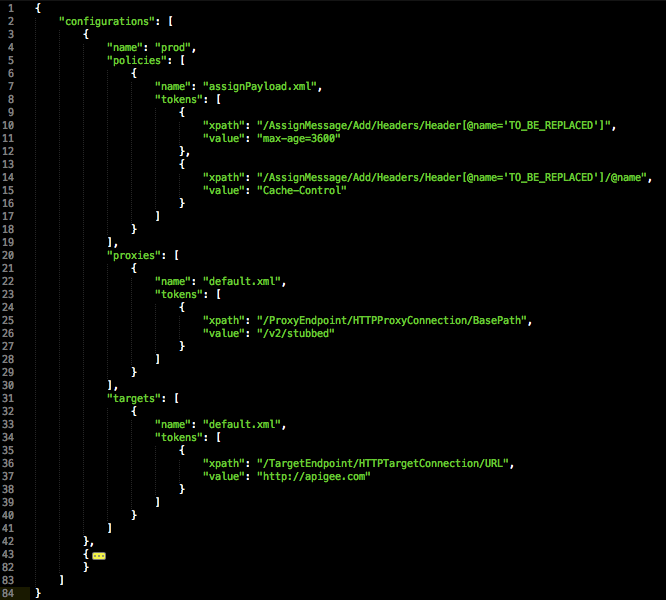 1 {
2     "configurations": [
3         {
4             "name": "prod",
5             "policies": [
6                 {
7                     "name": "assignPayload.xml",
8                     "tokens": [
9                         {
10                             "xpath": "/AssignMessage/Add/Headers/Header[@name='TO_BE_REPLACED']",
11                             "value": "max-age=3600"
12                         },
13                         {
14                             "xpath": "/AssignMessage/Add/Headers/Header[@name='TO_BE_REPLACED']/@name",
15                             "value": "Cache-Control"
16                         }
17                     ]
18                 }
19             ],
20             "proxies": [
21                 {
22                     "name": "default.xml",
23                     "tokens": [
24                         {
25                             "xpath": "/ProxyEndpoint/HTTPProxyConnection/BasePath",
26                             "value": "/v2/stubbed"
27                         }
28                     ]
29                 }
30             ],
31             "targets": [
32                 {
33                     "name": "default.xml",
34                     "tokens": [
35                         {
36                             "xpath": "/TargetEndpoint/HTTPTargetConnection/URL",
37                             "value": "http://apigee.com"
38                         }
39                     ]
40                 }
41             ]
42         },
43         { ...
82         }
83     ]
84 }